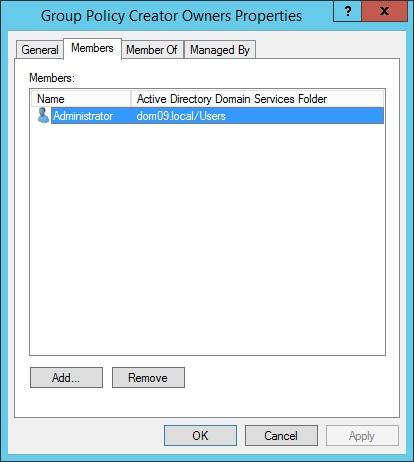 Group Policy Creator Owners Properties
? x
General Members Member Of Managed By
Members:
Name Active Directory Domain Services Folder
Administrator dom09.local/Users
Add... Remove
OK Cancel Apply